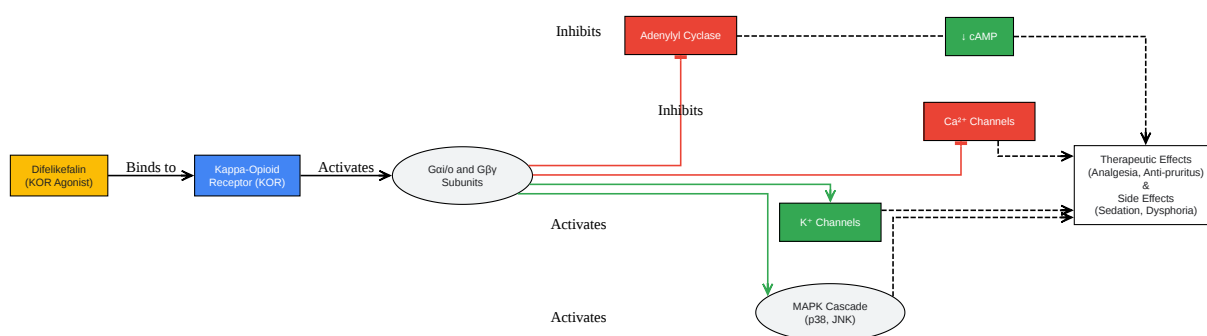 Inhibits
Adenylyl Cyclase
↓ cAMP
Inhibits
Ca²⁺ Channels
Difelikefalin
(KOR Agonist)
Binds to
Kappa-Opioid
Receptor (KOR)
Activates
Gαi/o and Gβγ
Subunits
Therapeutic Effects
(Analgesia, Anti-pruritus)
&
Side Effects
(Sedation, Dysphoria)
Activates
K⁺ Channels
Activates
MAPK Cascade
(p38, JNK)